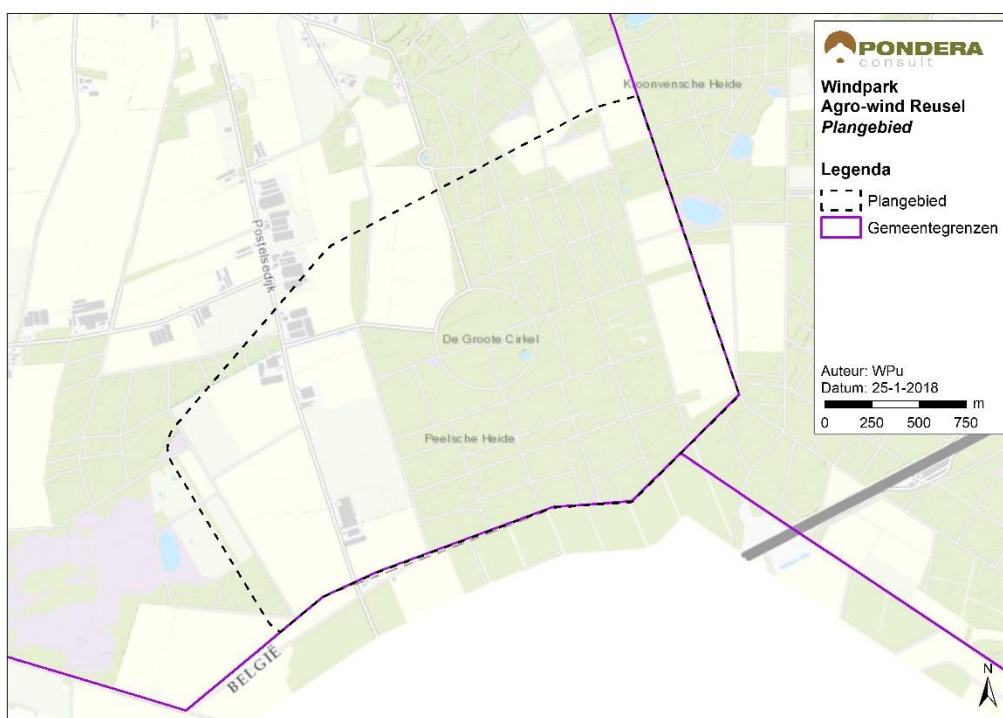 Kroonvensche Heide
Postelsedijk
De Groote Cirkel
Peelsche Heide
BELGIË
PONDERA
consult
Windpark
Agro-wind Reusel
Plangebied
Legenda
Plangebied
Gemeentegrenzen
Auteur: WPu
Datum: 25-1-2018
m
0 250 500 750
N